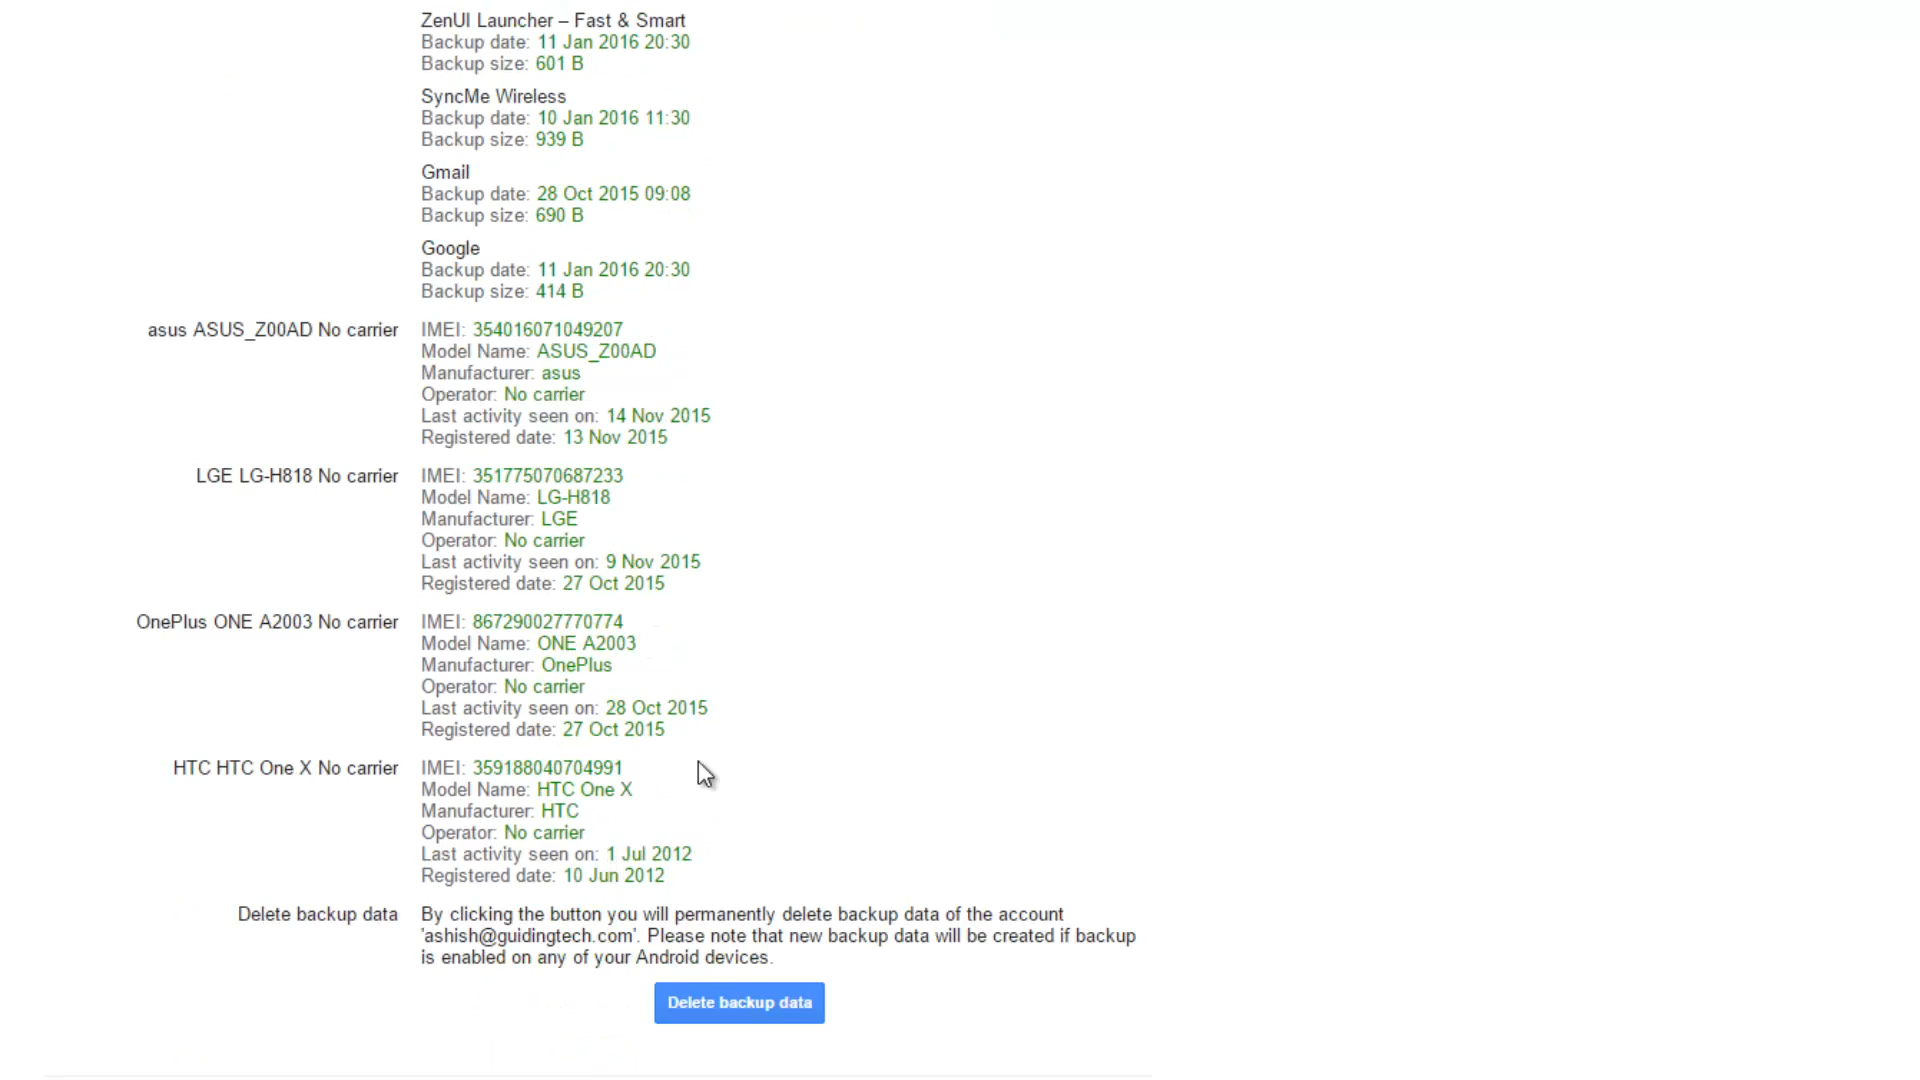 ZenUI Launcher – Fast & Smart
Backup date: 11 Jan 2016 20:30
Backup size: 601 B
SyncMe Wireless
Backup date: 10 Jan 2016 11:30
Backup size: 939 B
Gmail
Backup date: 28 Oct 2015 09:08
Backup size: 690 B
Google
Backup date: 11 Jan 2016 20:30
Backup size: 414 B
asus ASUS_Z00AD No carrier
IMEI: 354016071049207
Model Name: ASUS_Z00AD
Manufacturer: asus
Operator: No carrier
Last activity seen on: 14 Nov 2015
Registered date: 13 Nov 2015
LGE LG-H818 No carrier
IMEI: 351775070687233
Model Name: LG-H818
Manufacturer: LGE
Operator: No carrier
Last activity seen on: 9 Nov 2015
Registered date: 27 Oct 2015
OnePlus ONE A2003 No carrier
IMEI: 867290027770774
Model Name: ONE A2003
Manufacturer: OnePlus
Operator: No carrier
Last activity seen on: 28 Oct 2015
Registered date: 27 Oct 2015
HTC HTC One X No carrier
IMEI: 359188040704991
Model Name: HTC One X
Manufacturer: HTC
Operator: No carrier
Last activity seen on: 1 Jul 2012
Registered date: 10 Jun 2012
Delete backup data
By clicking the button you will permanently delete backup data of the account
'ashish@guidingtech.com'. Please note that new backup data will be created if backup
is enabled on any of your Android devices.
Delete backup data